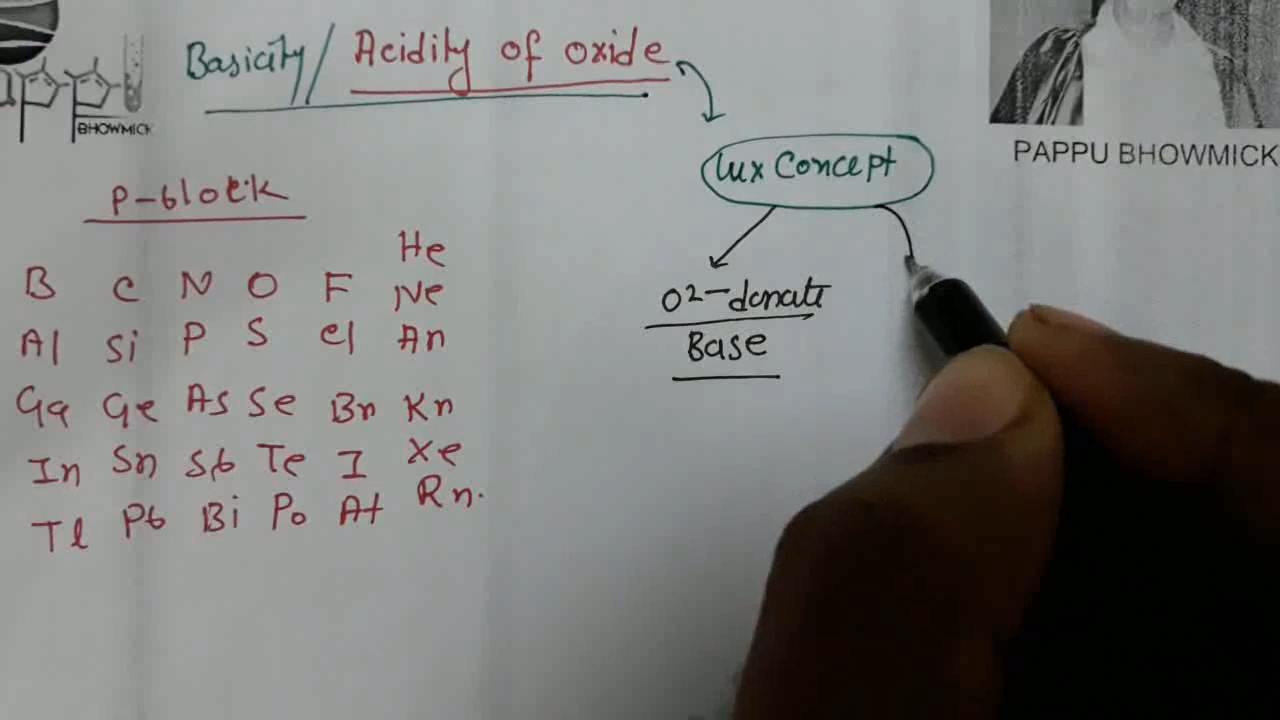 Basicity/ Acidity of oxide
BHOWMICK
PAPPU BHOWMICK
Lux Concept
P-block
He
B C N O F Ne
Al Si P S Cl Ar
Ga Ge As Se Br Kr
In Sn Sb Te I Xe
Tl Pb Bi Po At Rn.
O2- donate
Base